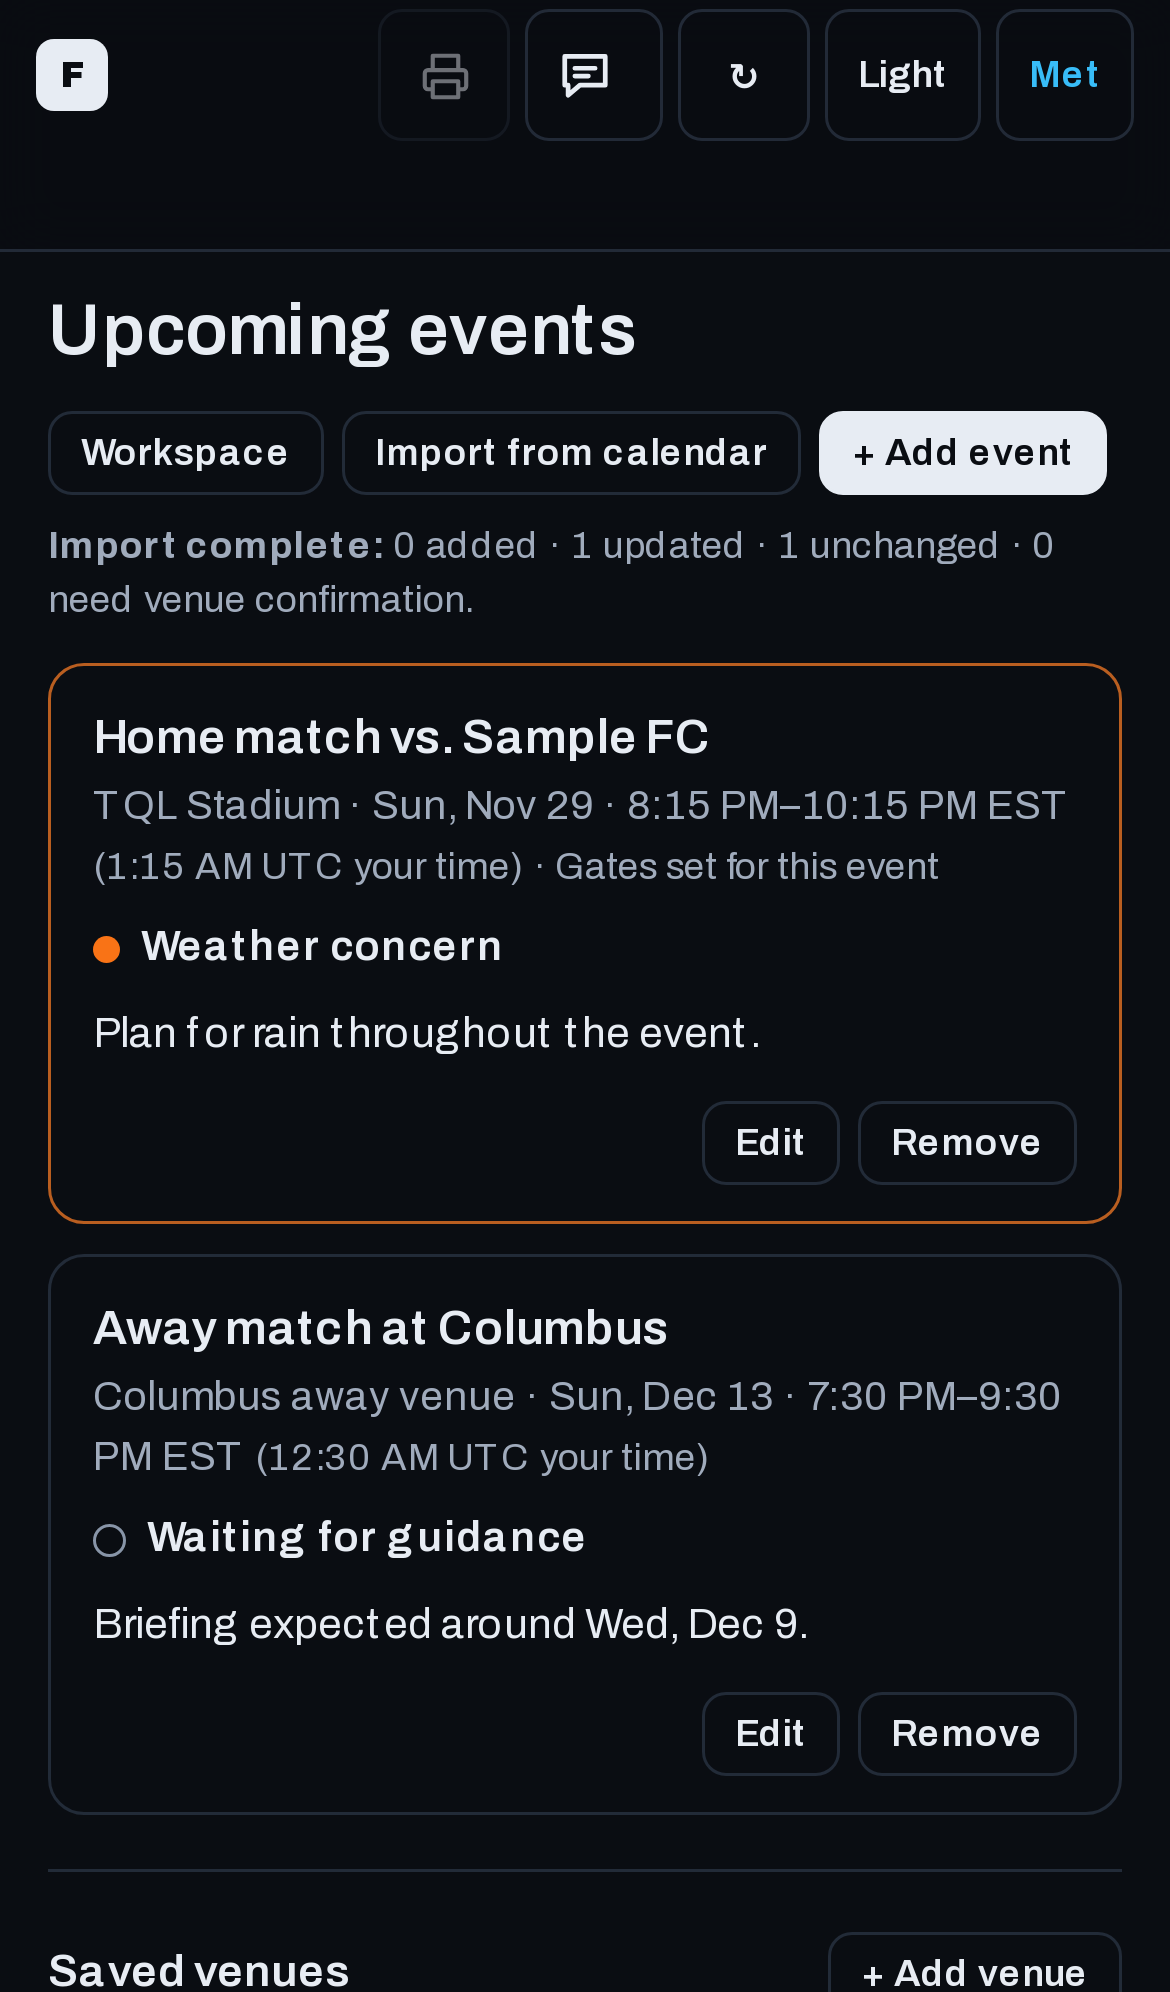 F
↻
Light
Met
Upcoming events
Workspace
Import from calendar
+ Add event
Import complete: 0 added · 1 updated · 1 unchanged · 0
need venue confirmation.
Home match vs. Sample FC
TQL Stadium · Sun, Nov 29 · 8:15 PM–10:15 PM EST
(1:15 AM UTC your time) · Gates set for this event
Weather concern
Plan for rain throughout the event.
Edit
Remove
Away match at Columbus
Columbus away venue · Sun, Dec 13 · 7:30 PM–9:30
PM EST (12:30 AM UTC your time)
Waiting for guidance
Briefing expected around Wed, Dec 9.
Edit
Remove
Saved venues
+ Add venue